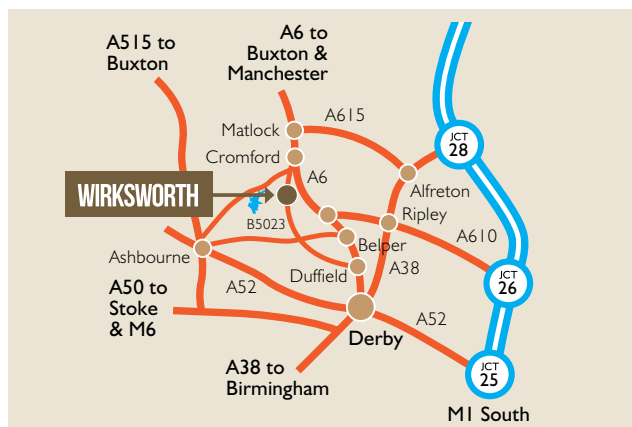 A515 to
Buxton
A6 to
Buxton &
Manchester
A615
Matlock
Cromford
A6
JCT
28
WIRKSWORTH
Alfreton
B5023
Ripley
A610
Belper
Ashbourne
Duffield
A38
JCT
26
A50 to
Stoke
& M6
A52
A52
Derby
A38 to
Birmingham
JCT
25
M1 South